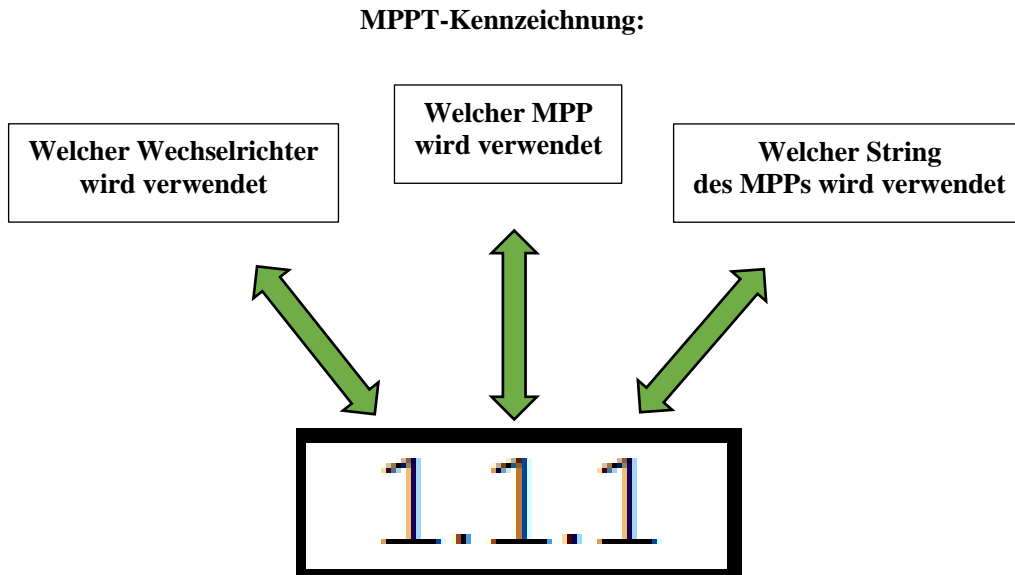 MPPT-Kennzeichnung:
Welcher Wechselrichter
wird verwendet
Welcher MPP
wird verwendet
Welcher String
des MPPs wird verwendet
1.1.1